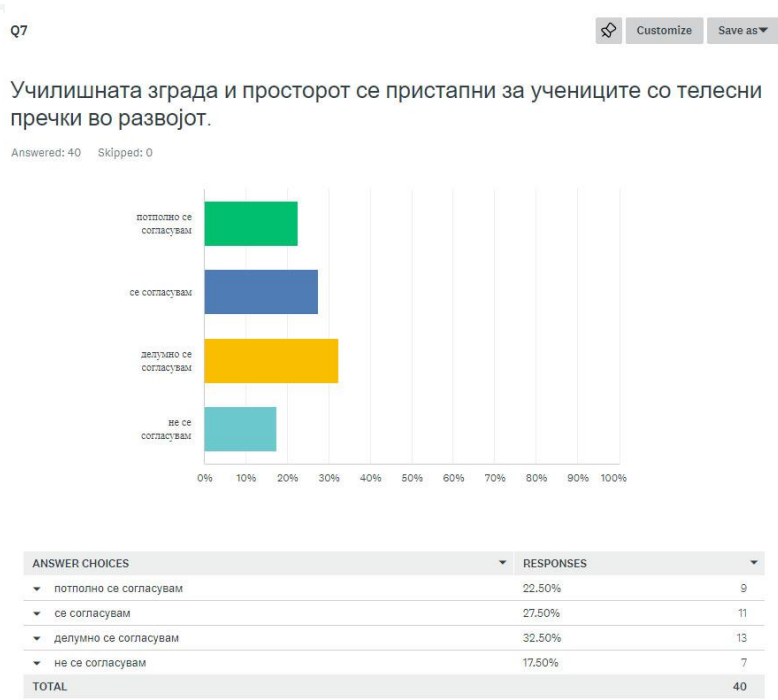 Q7
Customize
Save as
Училишната зграда и просторот се пристапни за учениците со телесни
пречки во развојот.
Answered: 40 Skipped: 0
потполно се
согласувам
се согласувам
делумно се
согласувам
не се
согласувам
0% 10% 20% 30% 40% 50% 60% 70% 80% 90% 100%
ANSWER CHOICES RESPONSES
потполно се согласувам 22.50% 9
се согласувам 27.50% 11
делумно се согласувам 32.50% 13
не се согласувам 17.50% 7
TOTAL 40